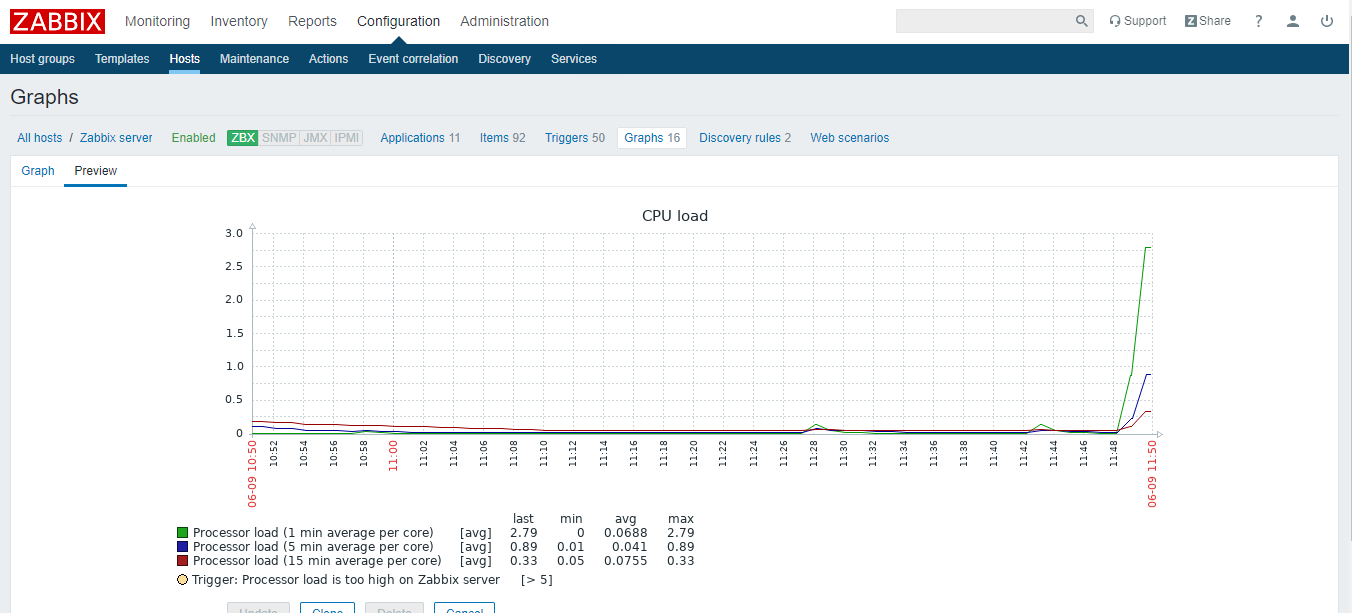 ZABBIX Monitoring Inventory Reports Configuration Administration Support Z Share ?
Host groups Templates Hosts Maintenance Actions Event correlation Discovery Services
Graphs
All hosts / Zabbix server Enabled ZBX SNMP JMX IPMI Applications 11 Items 92 Triggers 50 Graphs 16 Discovery rules 2 Web scenarios
Graph Preview
CPU load
3.0
2.5
2.0
1.5
1.0
0.5
0
06-09 10:50 10:52 10:54 10:56 10:58 11:00 11:02 11:04 11:06 11:08 11:10 11:12 11:14 11:16 11:18 11:20 11:22 11:24 11:26 11:28 11:30 11:32 11:34 11:36 11:38 11:40 11:42 11:44 11:46 11:48 06-09 11:50
last min avg max
Processor load (1 min average per core) [avg] 2.79 0 0.0688 2.79
Processor load (5 min average per core) [avg] 0.89 0.01 0.041 0.89
Processor load (15 min average per core) [avg] 0.33 0.05 0.0755 0.33
Trigger: Processor load is too high on Zabbix server [> 5]
Update Clone Delete Cancel